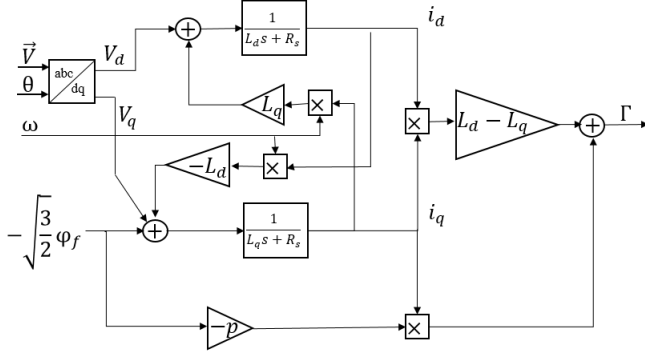 1
L_d s + R_s
i_d
V⃗
θ
abc
dq
V_d
V_q
+
L_q
×
×
L_d − L_q
+
Γ
ω
−L_d
×
− √(3/2) φ_f
+
1
L_q s + R_s
i_q
−p
×